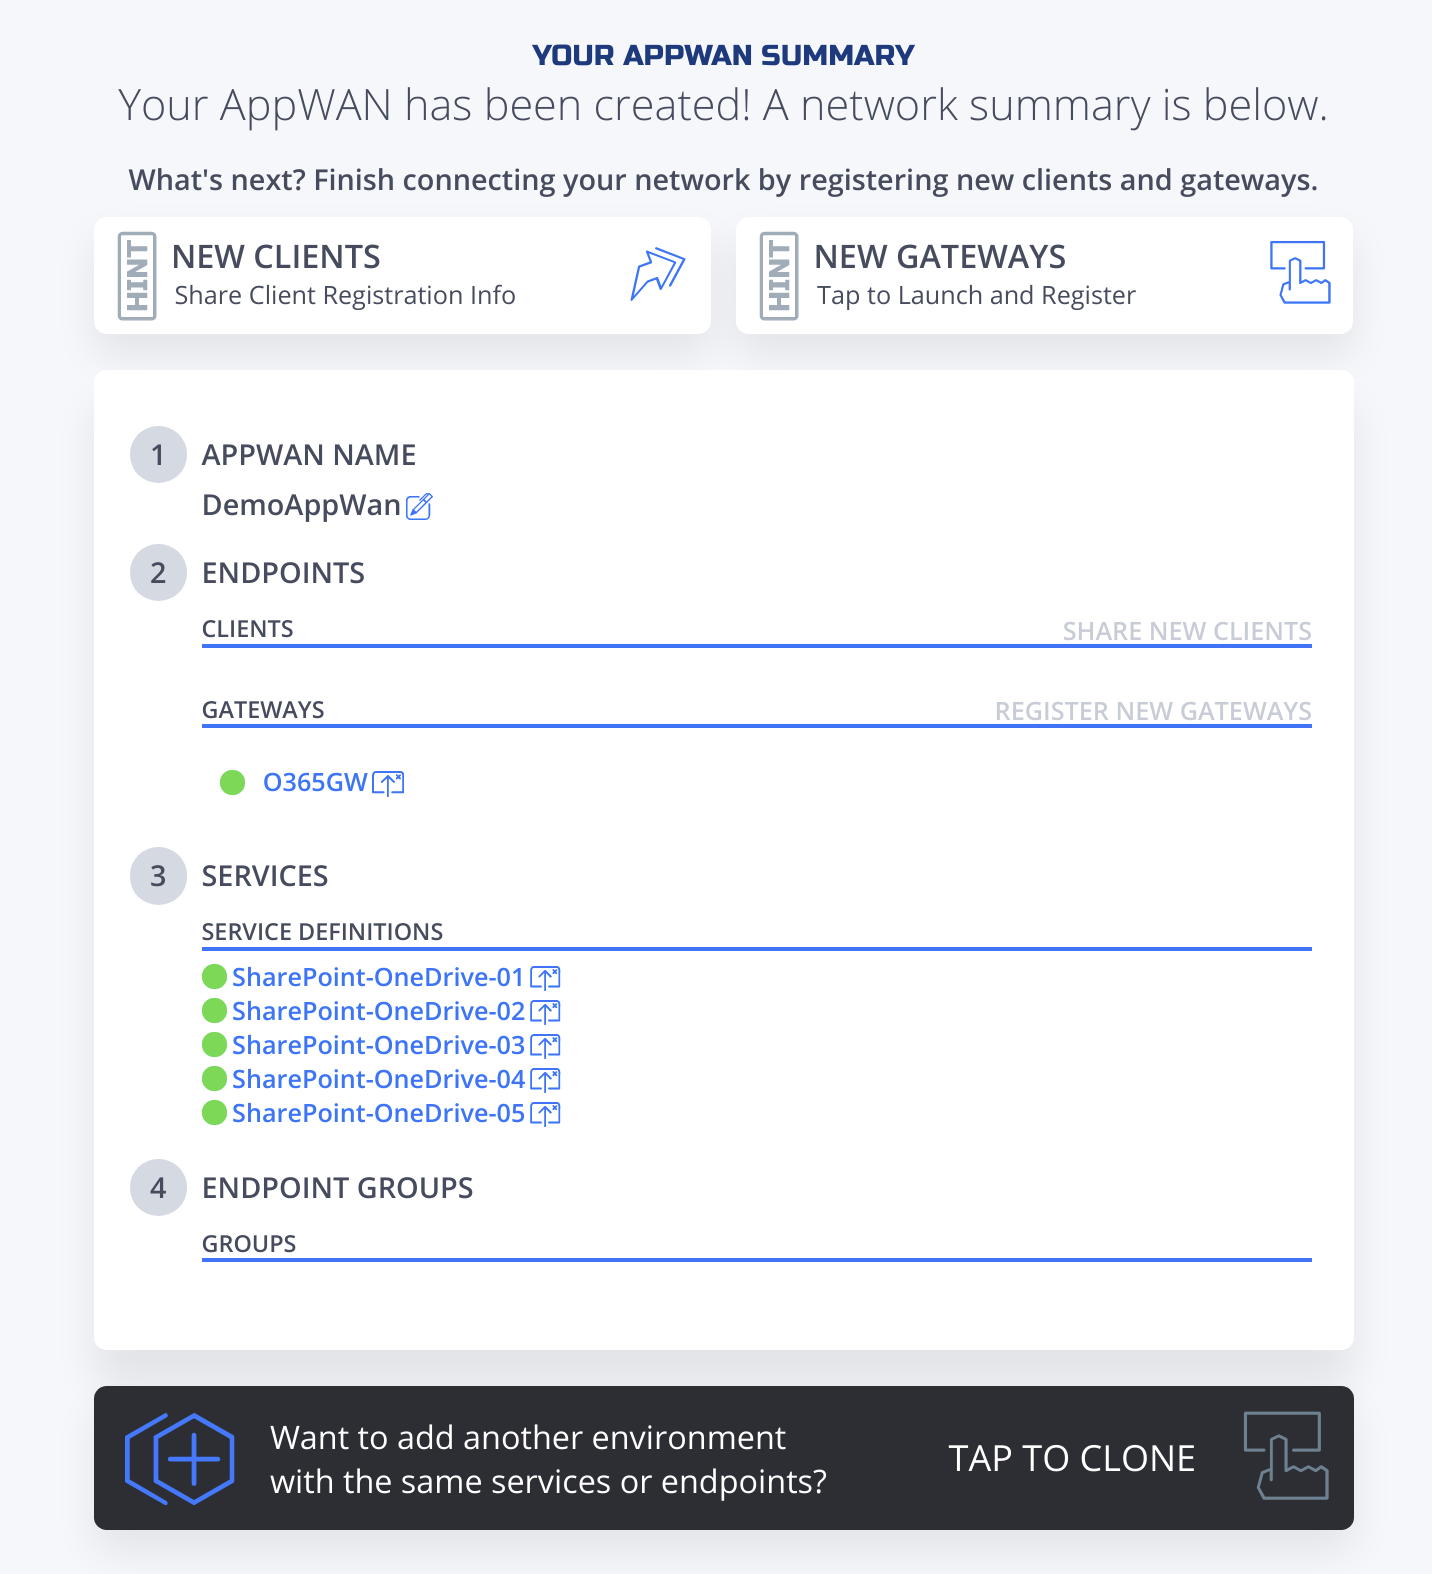 YOUR APPWAN SUMMARY
Your AppWAN has been created! A network summary is below.
What's next? Finish connecting your network by registering new clients and gateways.
HINT
NEW CLIENTS
Share Client Registration Info
HINT
NEW GATEWAYS
Tap to Launch and Register
1 APPWAN NAME
DemoAppWan
2 ENDPOINTS
CLIENTS SHARE NEW CLIENTS
GATEWAYS REGISTER NEW GATEWAYS
O365GW
3 SERVICES
SERVICE DEFINITIONS
SharePoint-OneDrive-01
SharePoint-OneDrive-02
SharePoint-OneDrive-03
SharePoint-OneDrive-04
SharePoint-OneDrive-05
4 ENDPOINT GROUPS
GROUPS
Want to add another environment
with the same services or endpoints?
TAP TO CLONE